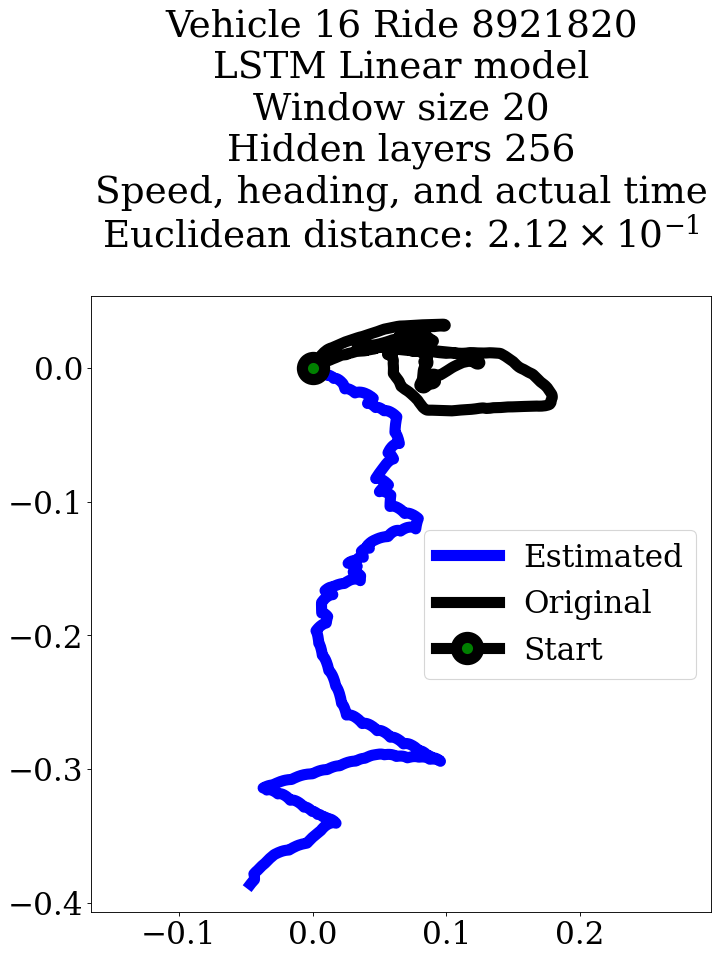 Vehicle 16 Ride 8921820
LSTM Linear model
Window size 20
Hidden layers 256
Speed, heading, and actual time
Euclidean distance: 2.12 × 10⁻¹
0.0
−0.1
−0.2
−0.3
−0.4
Estimated
Original
Start
−0.1 0.0 0.1 0.2